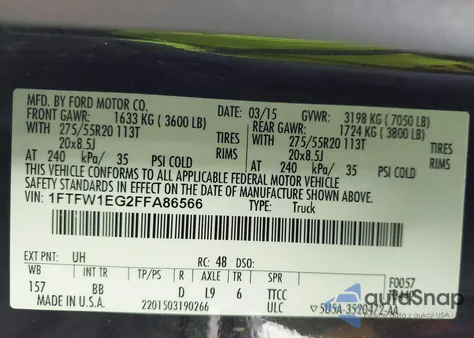 MFD. BY FORD MOTOR CO. 03/15 GVWR: 3198 KG (7050 LB)
FRONT GAWR: 1633 KG (3600 LB) REAR GAWR: 1724 KG (3800 LB)
WITH 275/55R20 113T TIRES WITH 275/55R20 113T TIRES
20x8.5J RIMS 20x8.5J RIMS
AT 240 kPa/ 35 PSI COLD AT 240 kPa/ 35 PSI COLD
THIS VEHICLE CONFORMS TO ALL APPLICABLE FEDERAL MOTOR VEHICLE
SAFETY STANDARDS IN EFFECT ON THE DATE OF MANUFACTURE SHOWN ABOVE.
VIN: 1FTFW1EG2FFA86566 TYPE: Truck
EXT PNT: UH RC: 48 DSO: F0057
WB INT TR TP/PS R AXLE TR SPR
157 BB D L9 6 TTCC
MADE IN U.S.A. 2201503190266 ULC 5U5A-3520472-AA
autoSnap